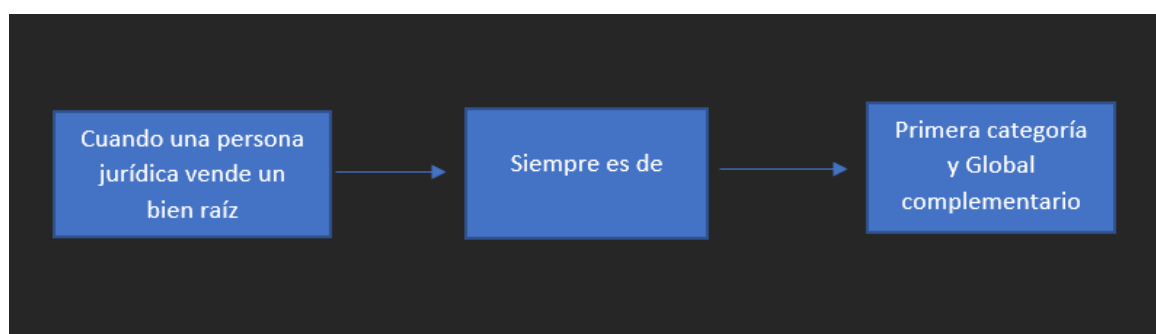 Cuando una persona
jurídica vende un
bien raíz
Siempre es de
Primera categoría
y Global
complementario